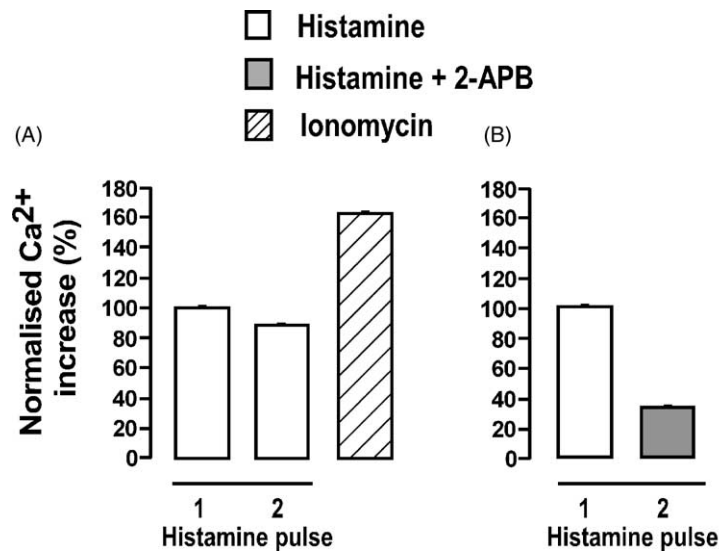 Histamine
Histamine + 2-APB
Ionomycin
(A)
(B)
Normalised Ca2+
increase (%)
180
160
140
120
100
80
60
40
20
0
180
160
140
120
100
80
60
40
20
0
1 2
Histamine pulse
1 2
Histamine pulse